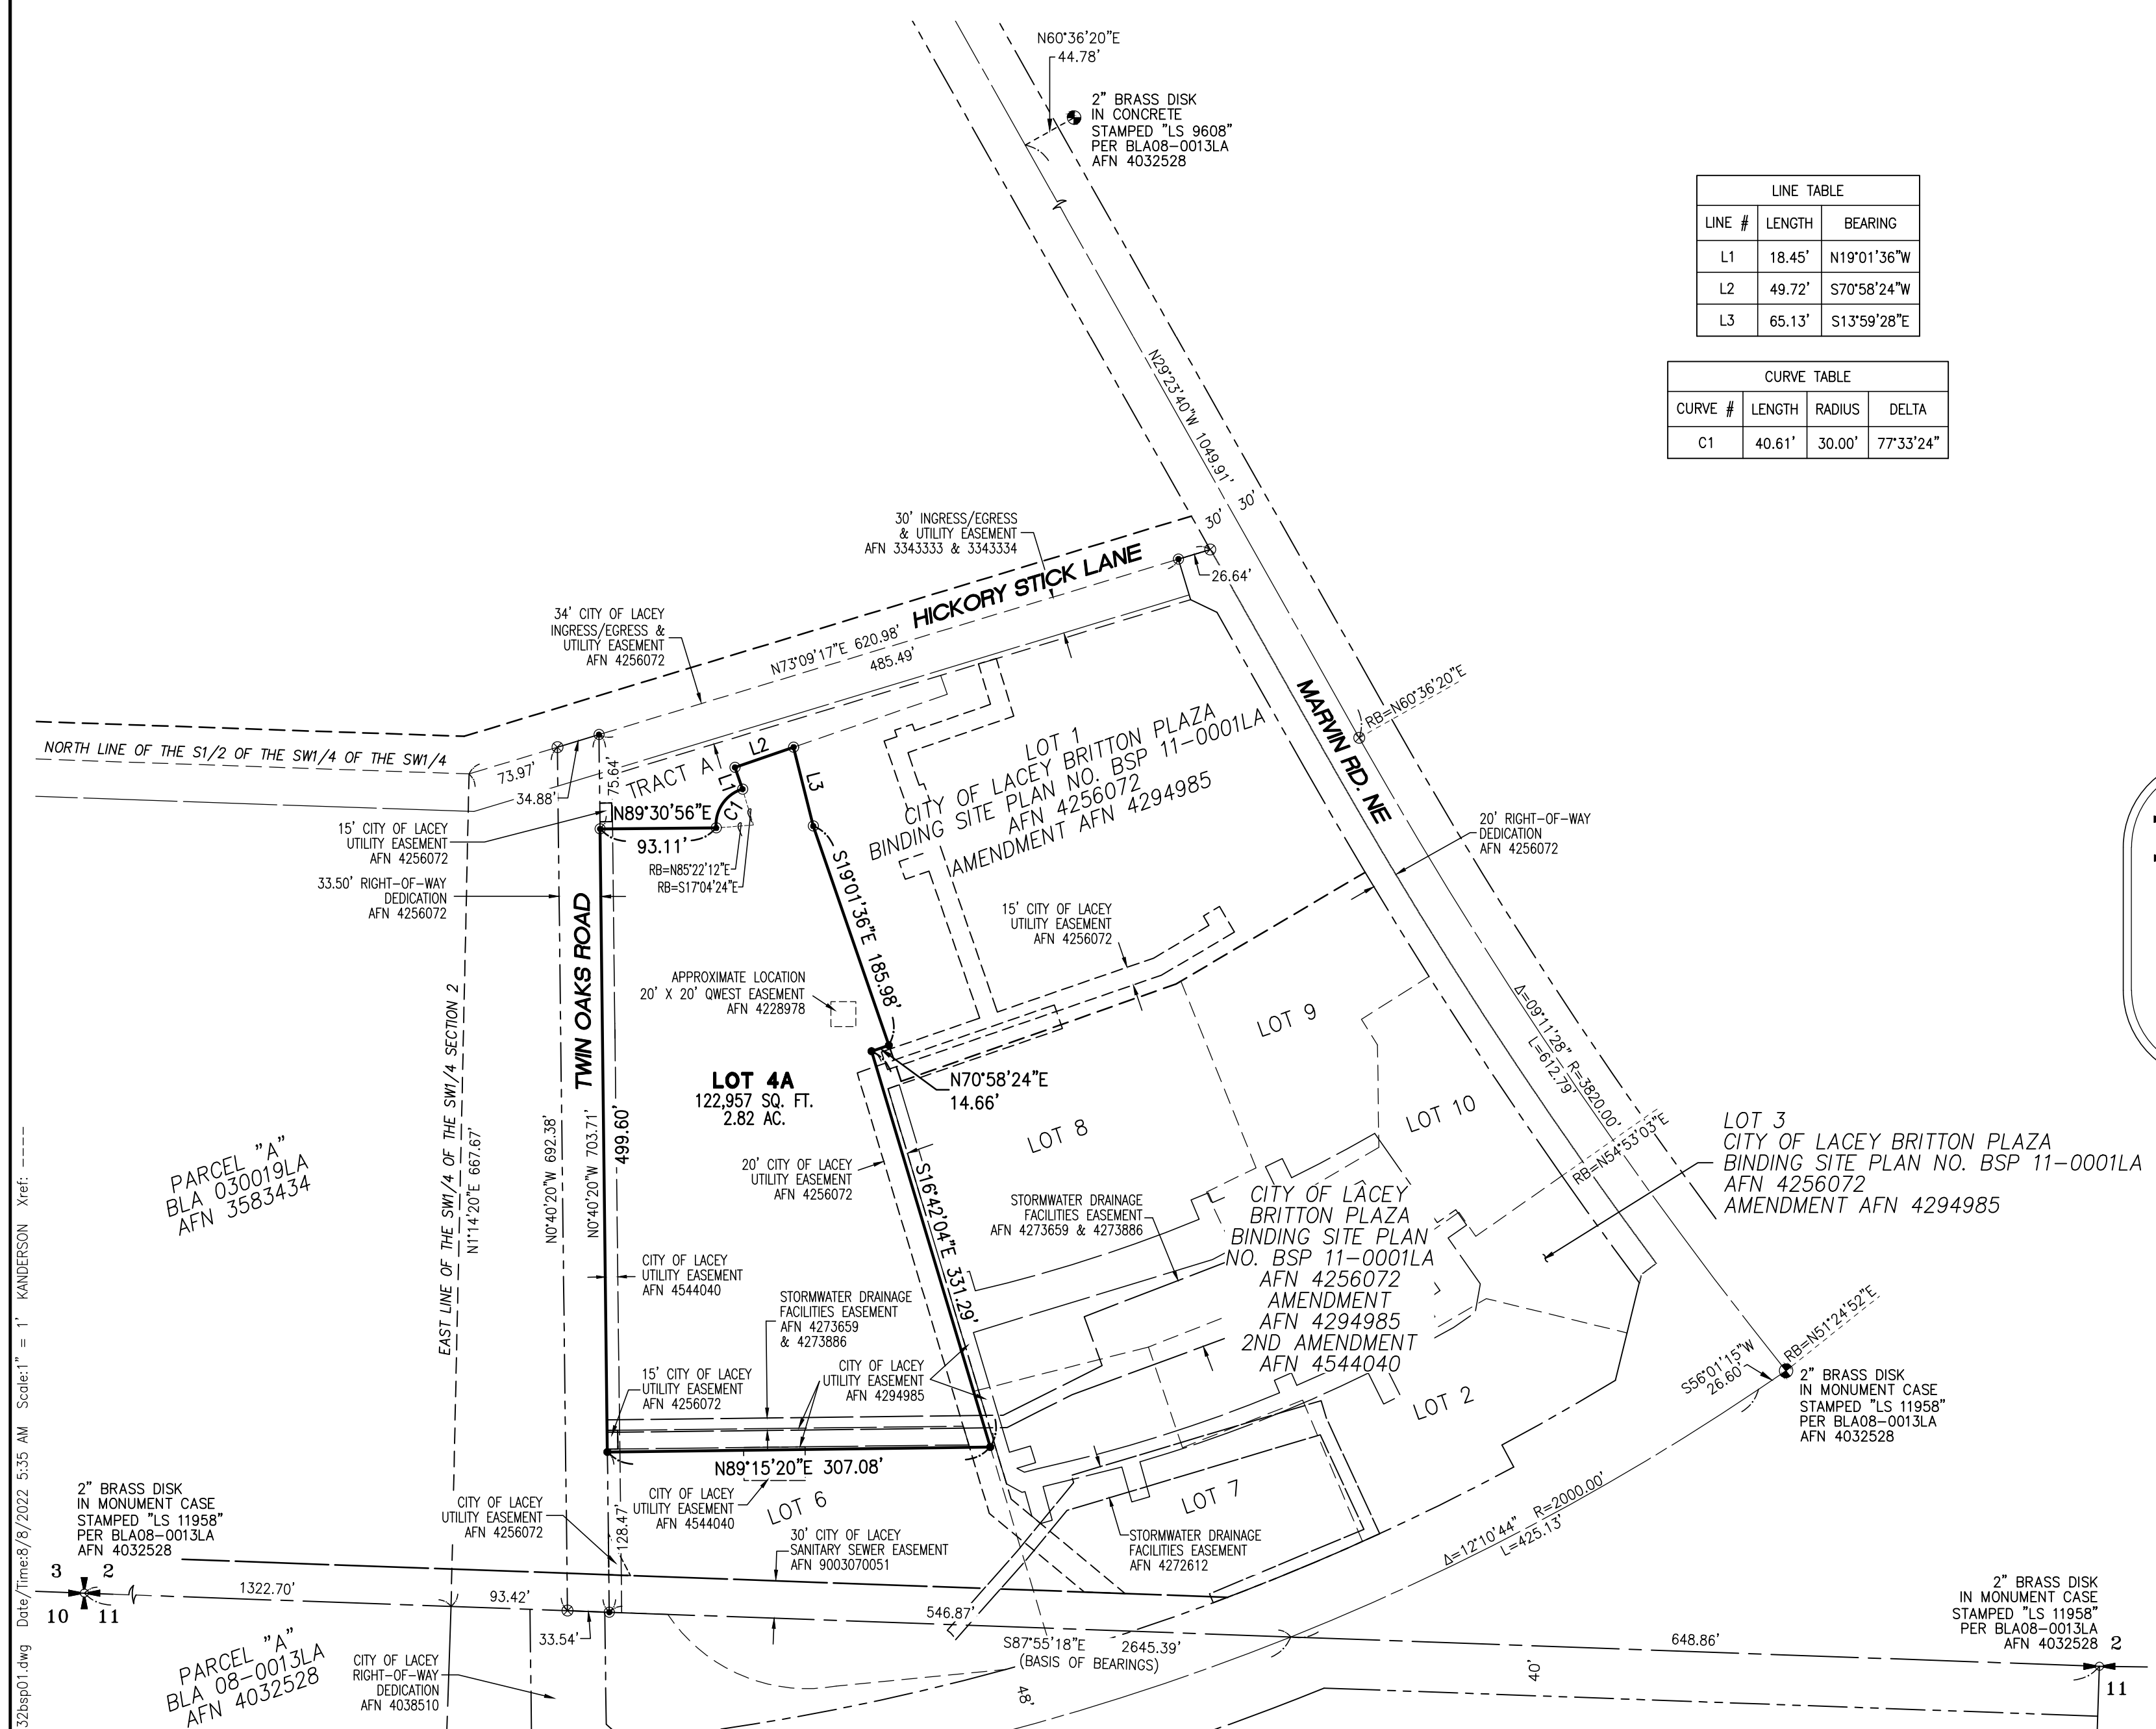 N60°36'20"E
44.78'
2" BRASS DISK
IN CONCRETE
STAMPED "LS 9608"
PER BLA08-0013LA
AFN 4032528
LINE TABLE
LINE # LENGTH BEARING
L1 18.45' N19°01'36"W
L2 49.72' S70°58'24"W
L3 65.13' S13°59'28"E
CURVE TABLE
CURVE # LENGTH RADIUS DELTA
C1 40.61' 30.00' 77°33'24"
N29°23'40"W 1049.91'
30' 30'
30' INGRESS/EGRESS
& UTILITY EASEMENT
AFN 3343333 & 3343334
HICKORY STICK LANE
26.64'
34' CITY OF LACEY
INGRESS/EGRESS &
UTILITY EASEMENT
AFN 4256072
N73°09'17"E 620.98'
485.49'
MARVIN RD. NE
RB=N60°36'20"E
NORTH LINE OF THE S1/2 OF THE SW1/4 OF THE SW1/4
73.97'
34.88'
75.64'
TRACT A
L2
L1
L3
C1
N89°30'56"E
93.11'
RB=N85°22'12"E
RB=S17°04'24"E
15' CITY OF LACEY
UTILITY EASEMENT
AFN 4256072
33.50' RIGHT-OF-WAY
DEDICATION
AFN 4256072
LOT 1
CITY OF LACEY BRITTON PLAZA
BINDING SITE PLAN NO. BSP 11-0001LA
AFN 4256072
AMENDMENT AFN 4294985
20' RIGHT-OF-WAY
DEDICATION
AFN 4256072
S19°01'36"E 185.98'
15' CITY OF LACEY
UTILITY EASEMENT
AFN 4256072
TWIN OAKS ROAD
APPROXIMATE LOCATION
20' X 20' QWEST EASEMENT
AFN 4228978
EAST LINE OF THE SW1/4 OF THE SW1/4 SECTION 2
N1°14'20"E 667.67'
N0°40'20"W 692.38'
N0°40'20"W 703.71'
499.60'
LOT 4A
122,957 SQ. FT.
2.82 AC.
N70°58'24"E
14.66'
LOT 9
LOT 8
LOT 10
Δ=09°11'28" R=3820.00'
L=612.79'
RB=N54°53'03"E
LOT 3
CITY OF LACEY BRITTON PLAZA
BINDING SITE PLAN NO. BSP 11-0001LA
AFN 4256072
AMENDMENT AFN 4294985
PARCEL "A"
BLA 030019LA
AFN 3583434
20' CITY OF LACEY
UTILITY EASEMENT
AFN 4256072
S16°42'04"E 331.29'
STORMWATER DRAINAGE
FACILITIES EASEMENT
AFN 4273659 & 4273886
CITY OF LACEY
BRITTON PLAZA
BINDING SITE PLAN
NO. BSP 11-0001LA
AFN 4256072
AMENDMENT
AFN 4294985
2ND AMENDMENT
AFN 4544040
CITY OF LACEY
UTILITY EASEMENT
AFN 4544040
STORMWATER DRAINAGE
FACILITIES EASEMENT
AFN 4273659
& 4273886
CITY OF LACEY
UTILITY EASEMENT
AFN 4294985
15' CITY OF LACEY
UTILITY EASEMENT
AFN 4256072
RB=N51°24'52"E
S56°01'15"W
26.60'
2" BRASS DISK
IN MONUMENT CASE
STAMPED "LS 11958"
PER BLA08-0013LA
AFN 4032528
LOT 2
N89°15'20"E 307.08'
2" BRASS DISK
IN MONUMENT CASE
STAMPED "LS 11958"
PER BLA08-0013LA
AFN 4032528
CITY OF LACEY
UTILITY EASEMENT
AFN 4256072
CITY OF LACEY
UTILITY EASEMENT
AFN 4544040
LOT 6
128.47'
30' CITY OF LACEY
SANITARY SEWER EASEMENT
AFN 9003070051
LOT 7
STORMWATER DRAINAGE
FACILITIES EASEMENT
AFN 4272612
Δ=12°10'44" R=2000.00'
L=425.13'
3 2
10 11
1322.70'
93.42'
33.54'
546.87'
S87°55'18"E 2645.39'
(BASIS OF BEARINGS)
648.86'
2" BRASS DISK
IN MONUMENT CASE
STAMPED "LS 11958"
PER BLA08-0013LA
AFN 4032528
2
11
40'
48'
PARCEL "A"
BLA 08-0013LA
AFN 4032528
CITY OF LACEY
RIGHT-OF-WAY
DEDICATION
AFN 4038510
32bsp01.dwg Date/Time:8/8/2022 5:35 AM Scale:1" = 1' KANDERSON Xref: ----